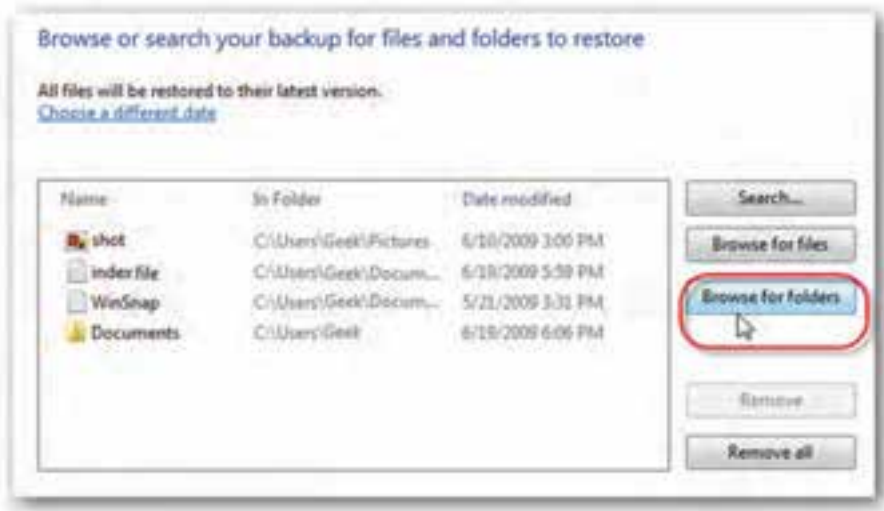 Browse or search your backup for files and folders to restore
All files will be restored to their latest version.
Choose a different date
Name In Folder Date modified
shot C:\Users\Geek\Pictures 6/10/2009 3:00 PM
index file C:\Users\Geek\Docum... 6/19/2009 5:59 PM
WinSnap C:\Users\Geek\Docum... 5/21/2009 3:31 PM
Documents C:\Users\Geek 6/19/2009 6:06 PM
Search...
Browse for files
Browse for folders
Remove
Remove all